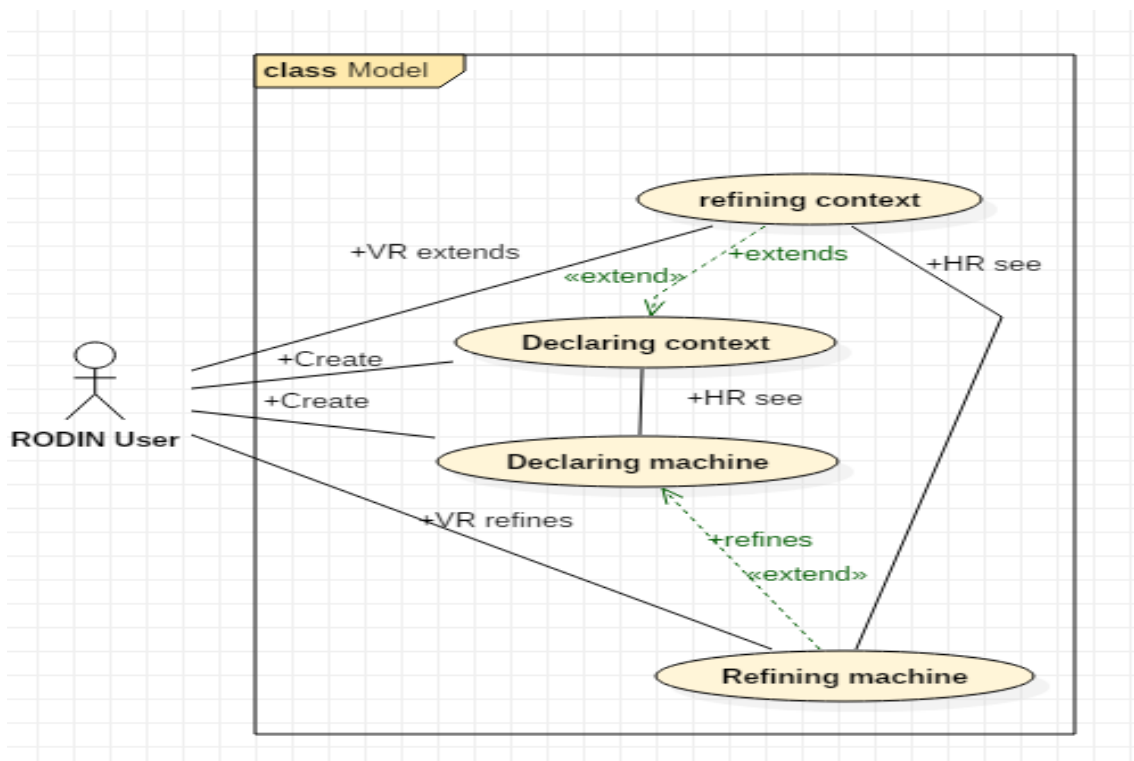 class Model
refining context
+VR extends
+extends
+HR see
«extend»
Declaring context
+Create
+HR see
+Create
RODIN User
Declaring machine
+VR refines
+refines
«extend»
Refining machine